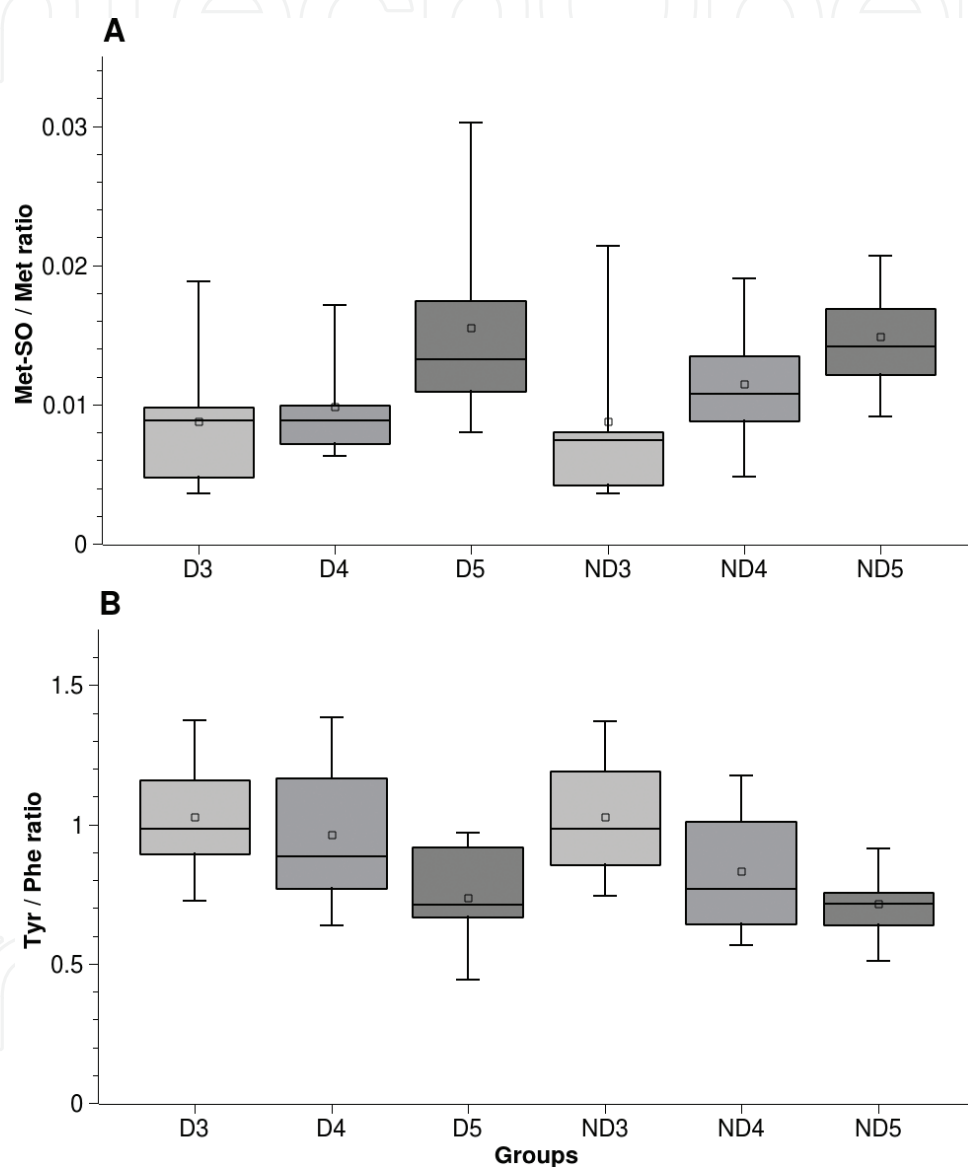 A
Met-SO / Met ratio
0.03
0.02
0.01
0
D3 D4 D5 ND3 ND4 ND5
B
Tyr / Phe ratio
1.5
1
0.5
0
D3 D4 D5 ND3 ND4 ND5
Groups